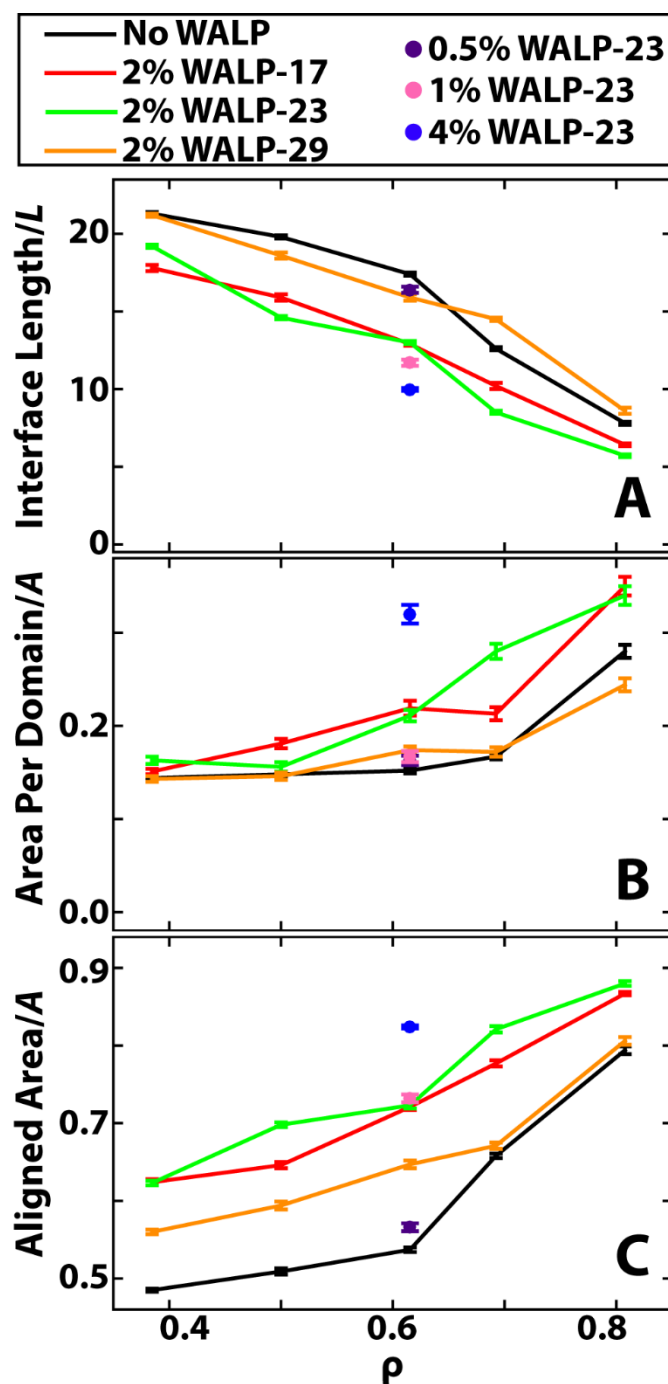 No WALP
2% WALP-17
2% WALP-23
2% WALP-29
0.5% WALP-23
1% WALP-23
4% WALP-23
Interface Length/L
20
10
0
A
Area Per Domain/A
0.2
0.0
B
Aligned Area/A
0.9
0.7
0.5
C
0.4 0.6 0.8
ρ